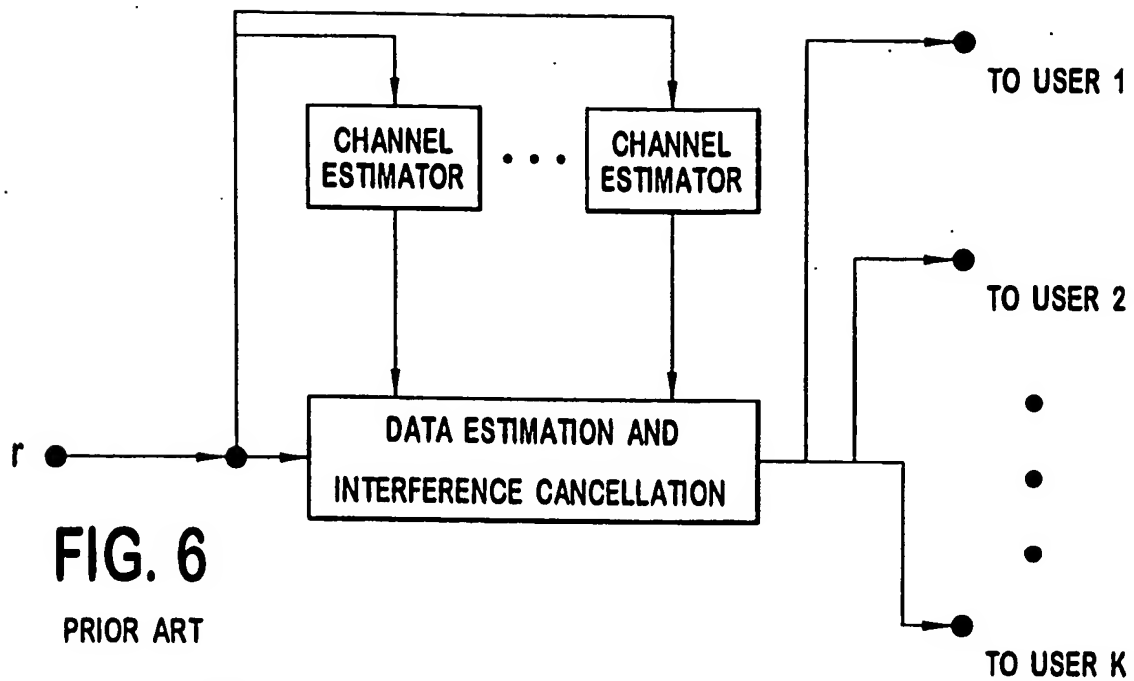 CHANNEL
ESTIMATOR
CHANNEL
ESTIMATOR
TO USER 1
TO USER 2
DATA ESTIMATION AND
INTERFERENCE CANCELLATION
r
FIG. 6
PRIOR ART
TO USER K